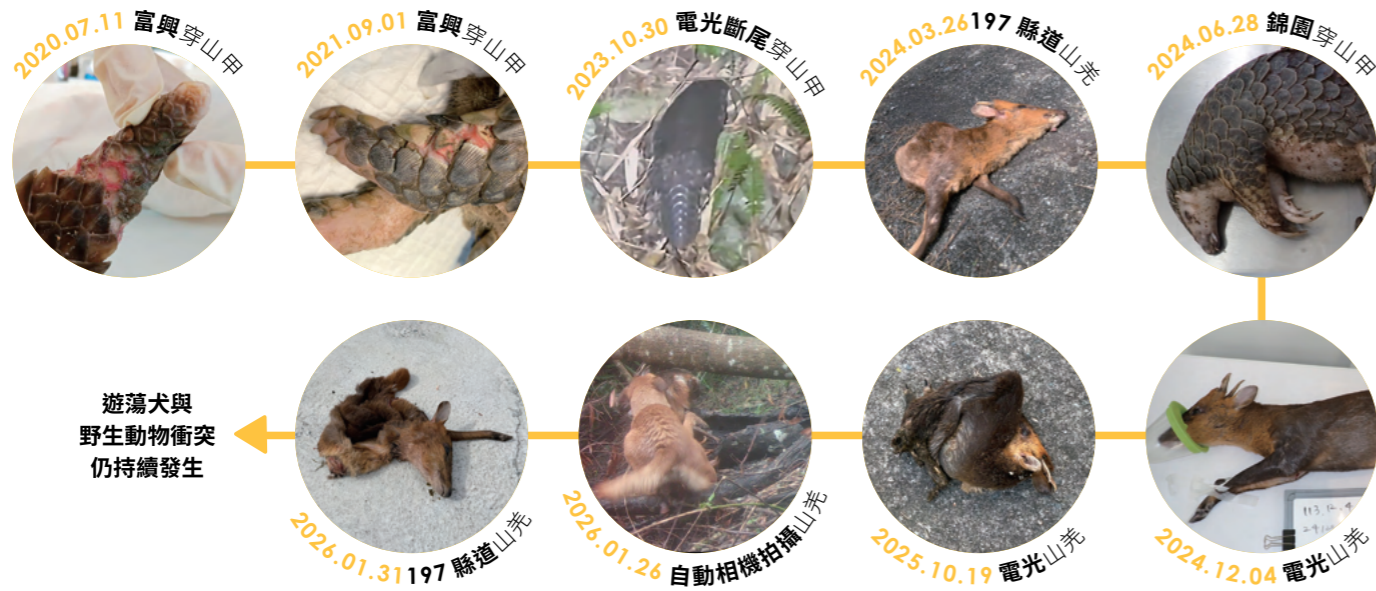 2020.07.11 富興穿山甲
2021.09.01 富興穿山甲
2023.10.30 電光斷尾穿山甲
2024.03.26 197 縣道山羌
2024.06.28 錦園穿山甲
2024.12.04 電光山羌
2025.10.19 電光山羌
2026.01.26 自動相機拍攝山羌
2026.01.31 197 縣道山羌
遊蕩犬與
野生動物衝突
仍持續發生